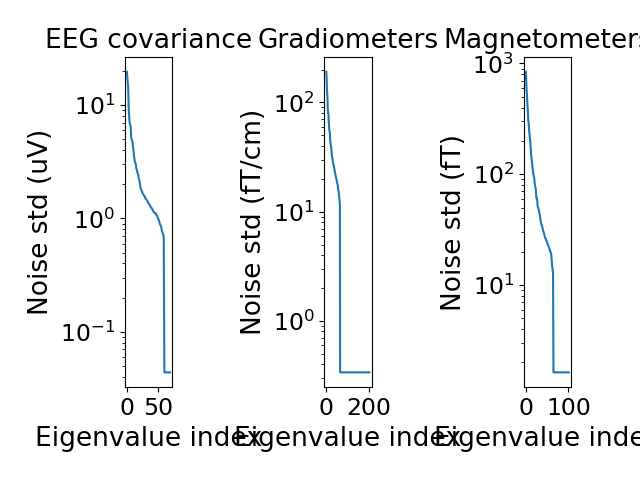 EEG covariance
Noise std (uV)
10^1
10^0
10^−1
0 50
Eigenvalue index
Gradiometers
Noise std (fT/cm)
10^2
10^1
10^0
0 200
Eigenvalue index
Magnetometers
Noise std (fT)
10^3
10^2
10^1
0 100
Eigenvalue inde